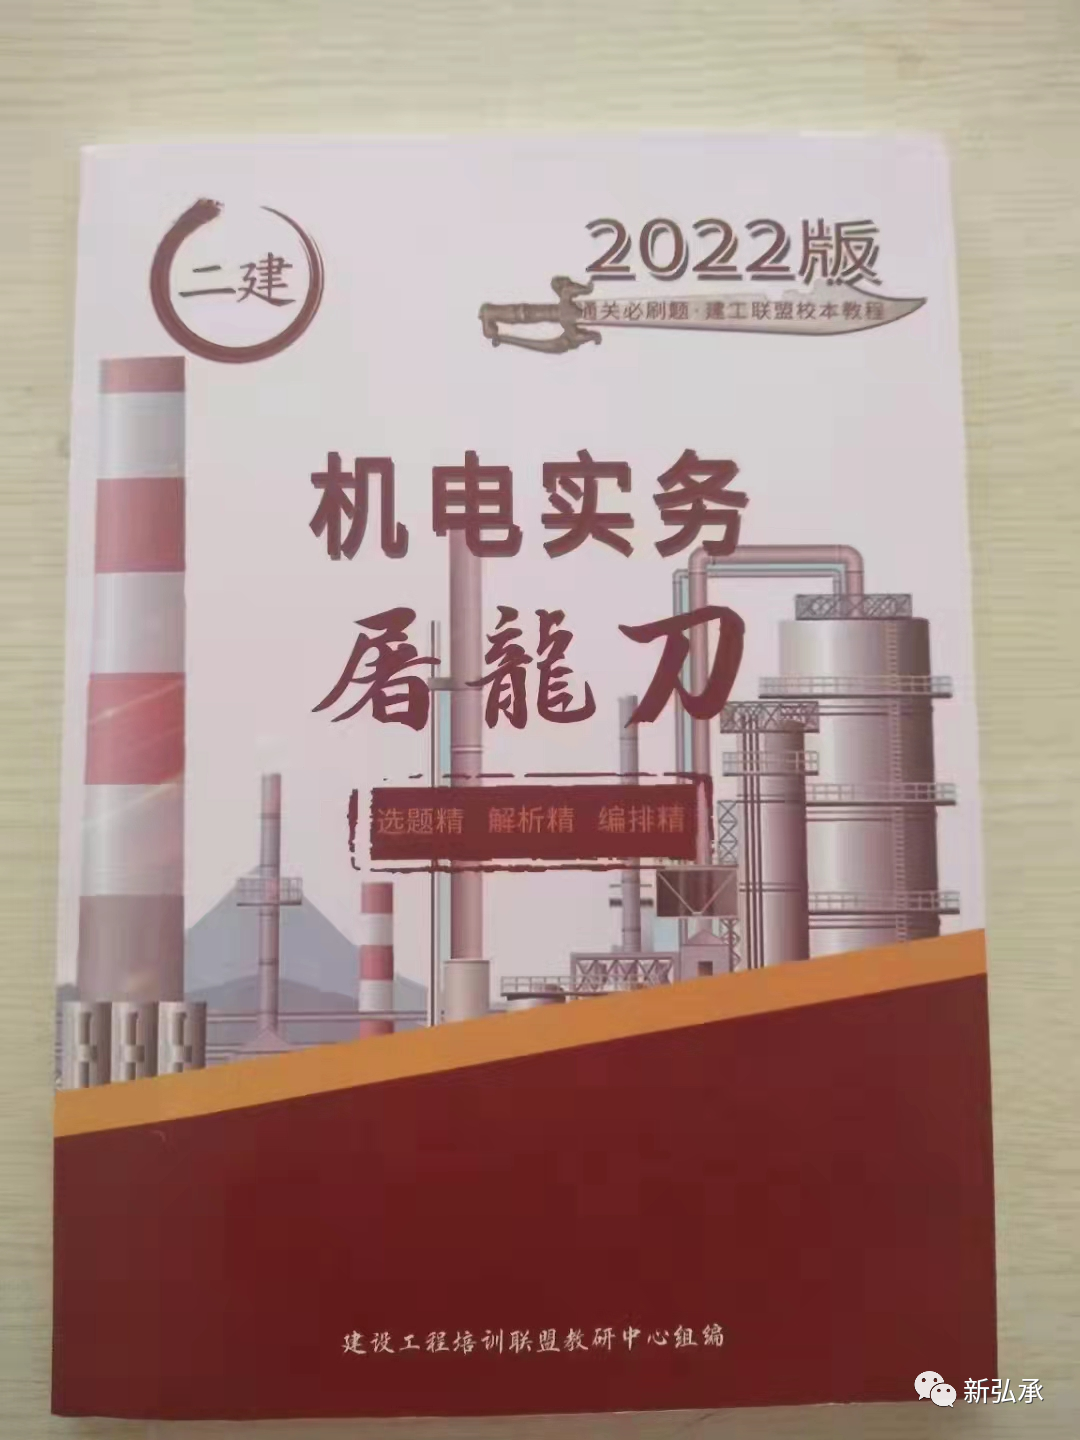 二建
2022版
通关必刷题·建工联盟校本教程
机电实务
屠龍刀
选题精 解析精 编排精
建设工程培训联盟教研中心组编
新弘承